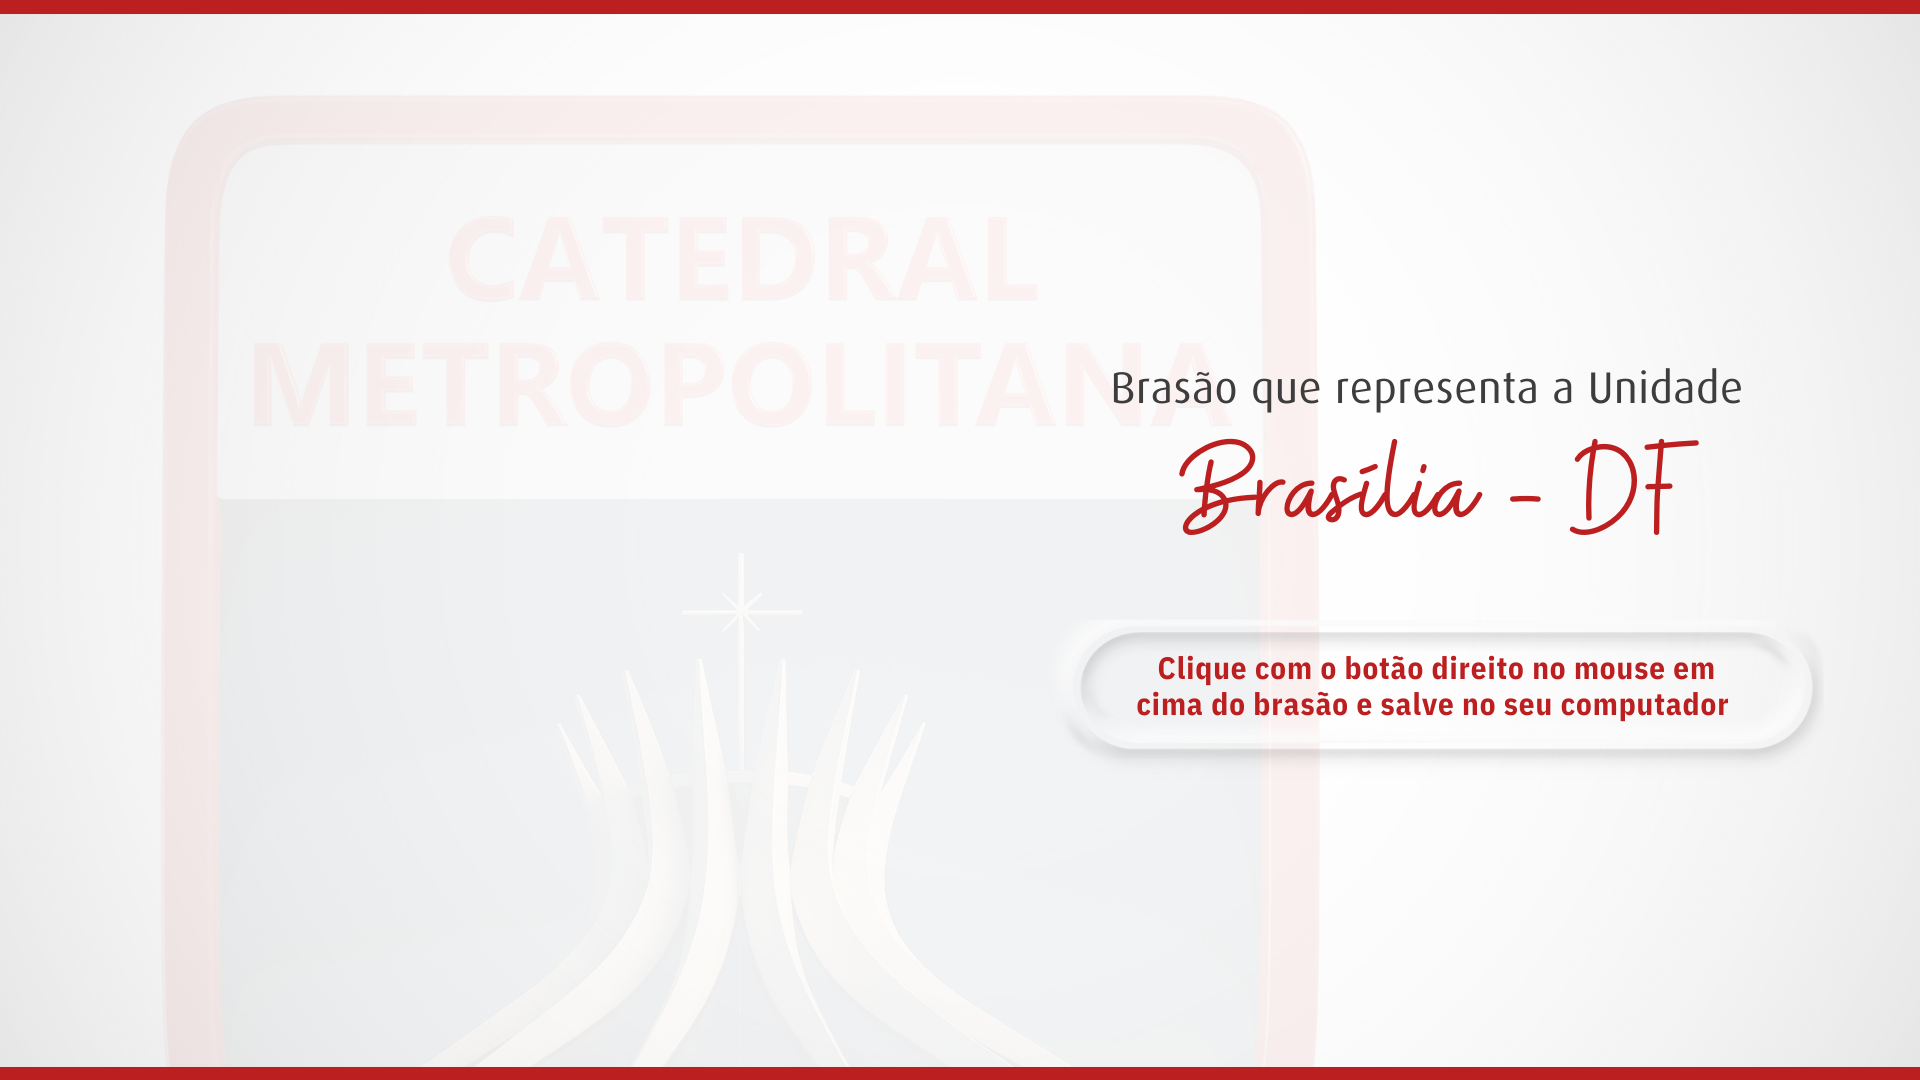 CATEDRAL
METROPOLITANA
Brasão que representa a Unidade
Brasília - DF
Clique com o botão direito no mouse em
cima do brasão e salve no seu computador